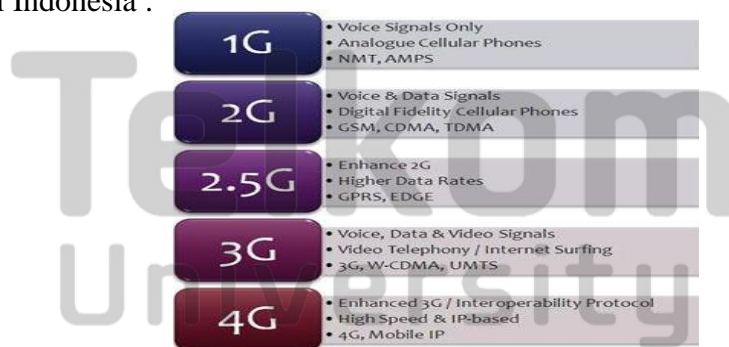 i Indonesia :
1G
• Voice Signals Only
• Analogue Cellular Phones
• NMT, AMPS
2G
• Voice & Data Signals
• Digital Fidelity Cellular Phones
• GSM, CDMA, TDMA
2.5G
• Enhance 2G
• Higher Data Rates
• GPRS, EDGE
3G
• Voice, Data & Video Signals
• Video Telephony / Internet Surfing
• 3G, W-CDMA, UMTS
4G
• Enhanced 3G / Interoperability Protocol
• High Speed & IP-based
• 4G, Mobile IP
Telkom
University